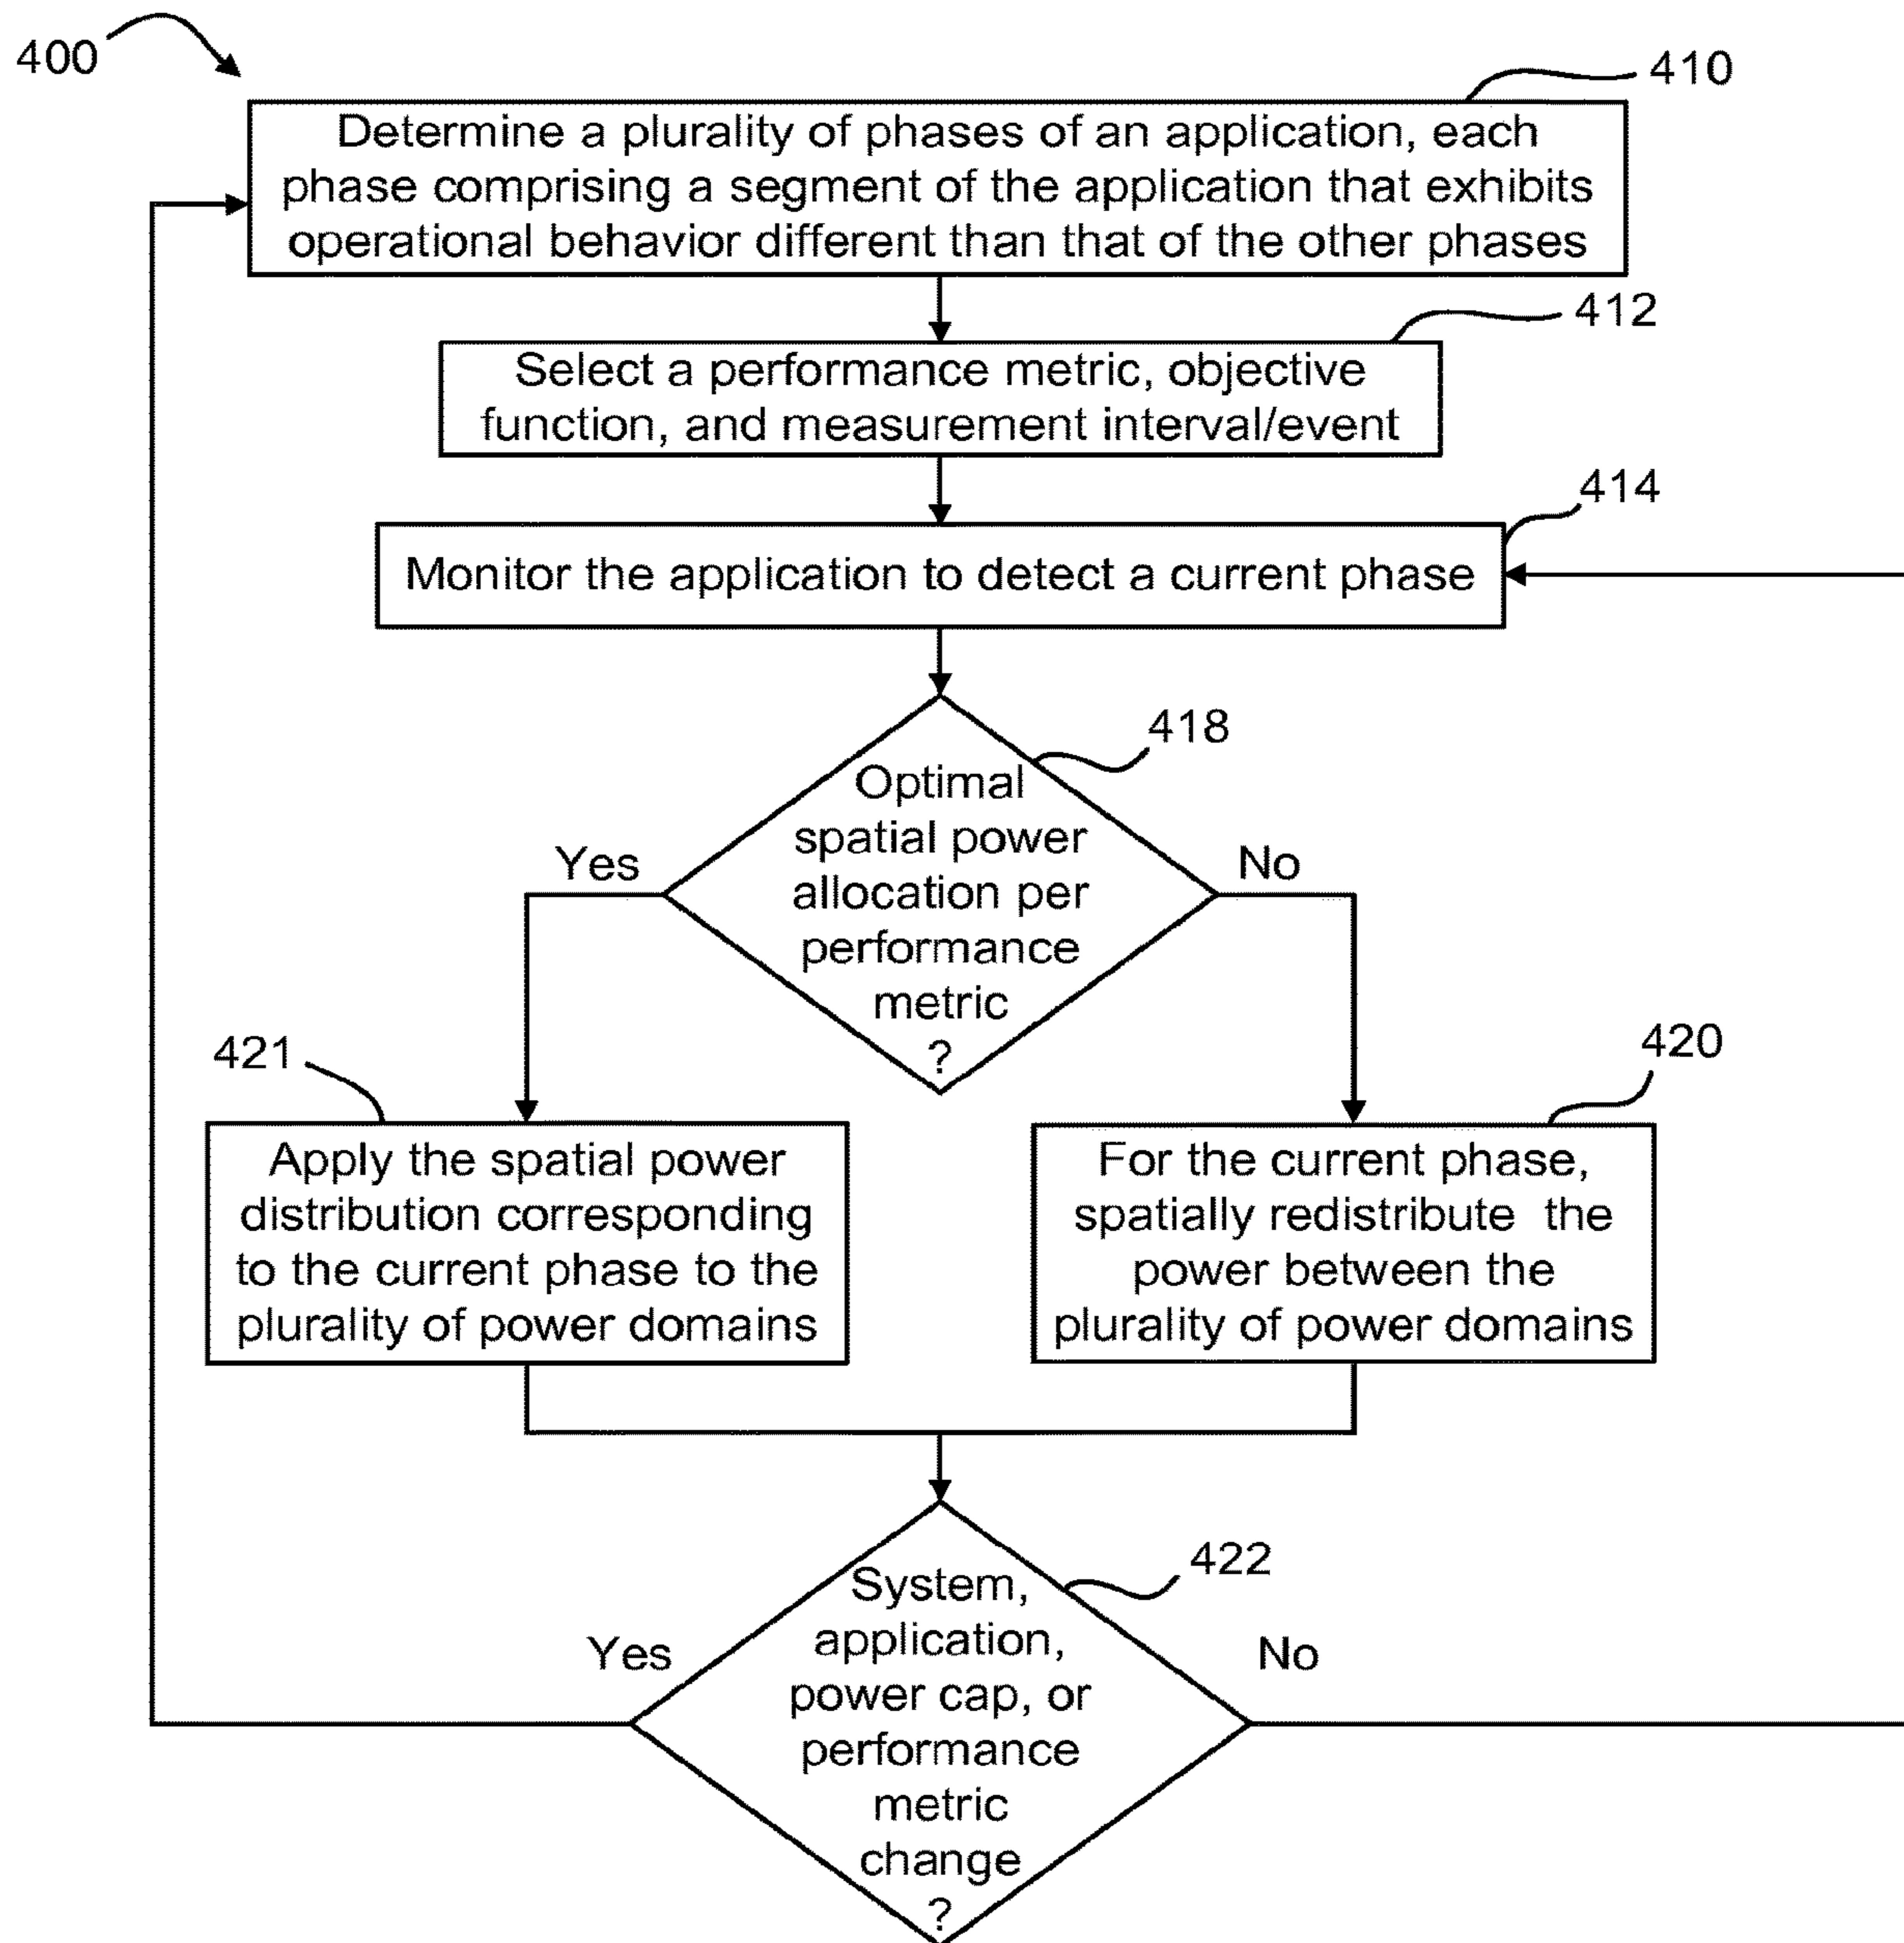 400
410
Determine a plurality of phases of an application, each
phase comprising a segment of the application that exhibits
operational behavior different than that of the other phases
412
Select a performance metric, objective
function, and measurement interval/event
414
Monitor the application to detect a current phase
418
Optimal
spatial power
allocation per
performance
metric
?
Yes
No
421
Apply the spatial power
distribution corresponding
to the current phase to the
plurality of power domains
420
For the current phase,
spatially redistribute the
power between the
plurality of power domains
422
System,
application,
power cap, or
performance
metric
change
?
Yes
No